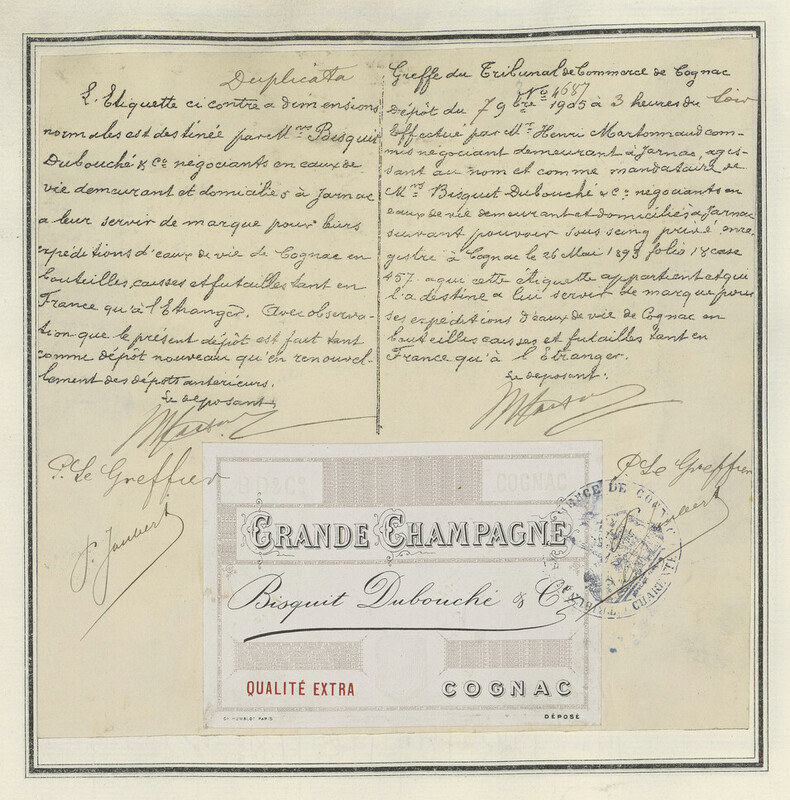 Duplicata
L'Etiquette ci contre a dimensions
normales est destinée par Mrs Bisquit
Dubouché & Co négociants en eaux de
vie demeurant et domiciliés à Jarnac
a leur servir de marque pour leurs
expéditions d'eaux de vie de Cognac en
bouteilles, caisses et futailles tant en
France qu'à l'Etranger. Avec observa-
tion que le présent dépôt est fait tant
comme dépôt nouveau qu'en renouvel-
lement des dépôts antérieurs.
Le déposant,
P. Le Greffier
Greffe du Tribunal de Commerce de Cognac
No 4687
Dépôt du 7 9bre 1905 à 3 heures du Soir
Effectué par Mr Henri Martonnaud com-
mis négociant demeurant à Jarnac, agis-
sant au nom et comme mandataire de
Mrs Bisquit Dubouché & Co négociants en
eaux de vie demeurant et domiciliés à Jarnac
suivant pouvoir sous seing privé enre-
gistré à Cognac le 26 Mai 1893 folio 18 case
457. a qui cette étiquette appartient et qui
l'a destine a lui servir de marque pour
ses expéditions d'eaux de vie de Cognac en
bouteilles caisses et futailles tant en
France qu'à l'Etranger.
Le déposant:
P. Le Greffier
B D & Co
COGNAC
GRANDE CHAMPAGNE
Bisquit Dubouché & Cie
QUALITÉ EXTRA
COGNAC
PARIS
DÉPOSÉ
DE COGNAC
CHARENTE